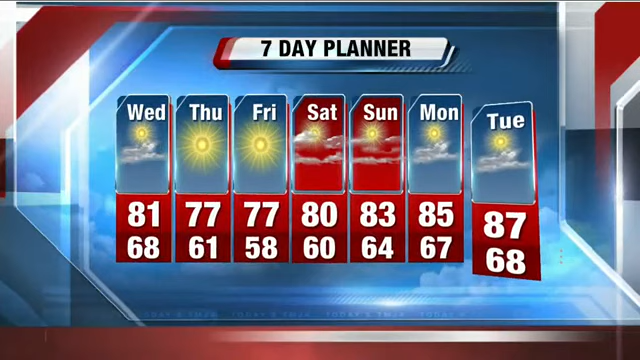 7 DAY PLANNER
Wed Thu Fri Sat Sun Mon Tue
81 77 77 80 83 85 87
68 61 58 60 64 67 68